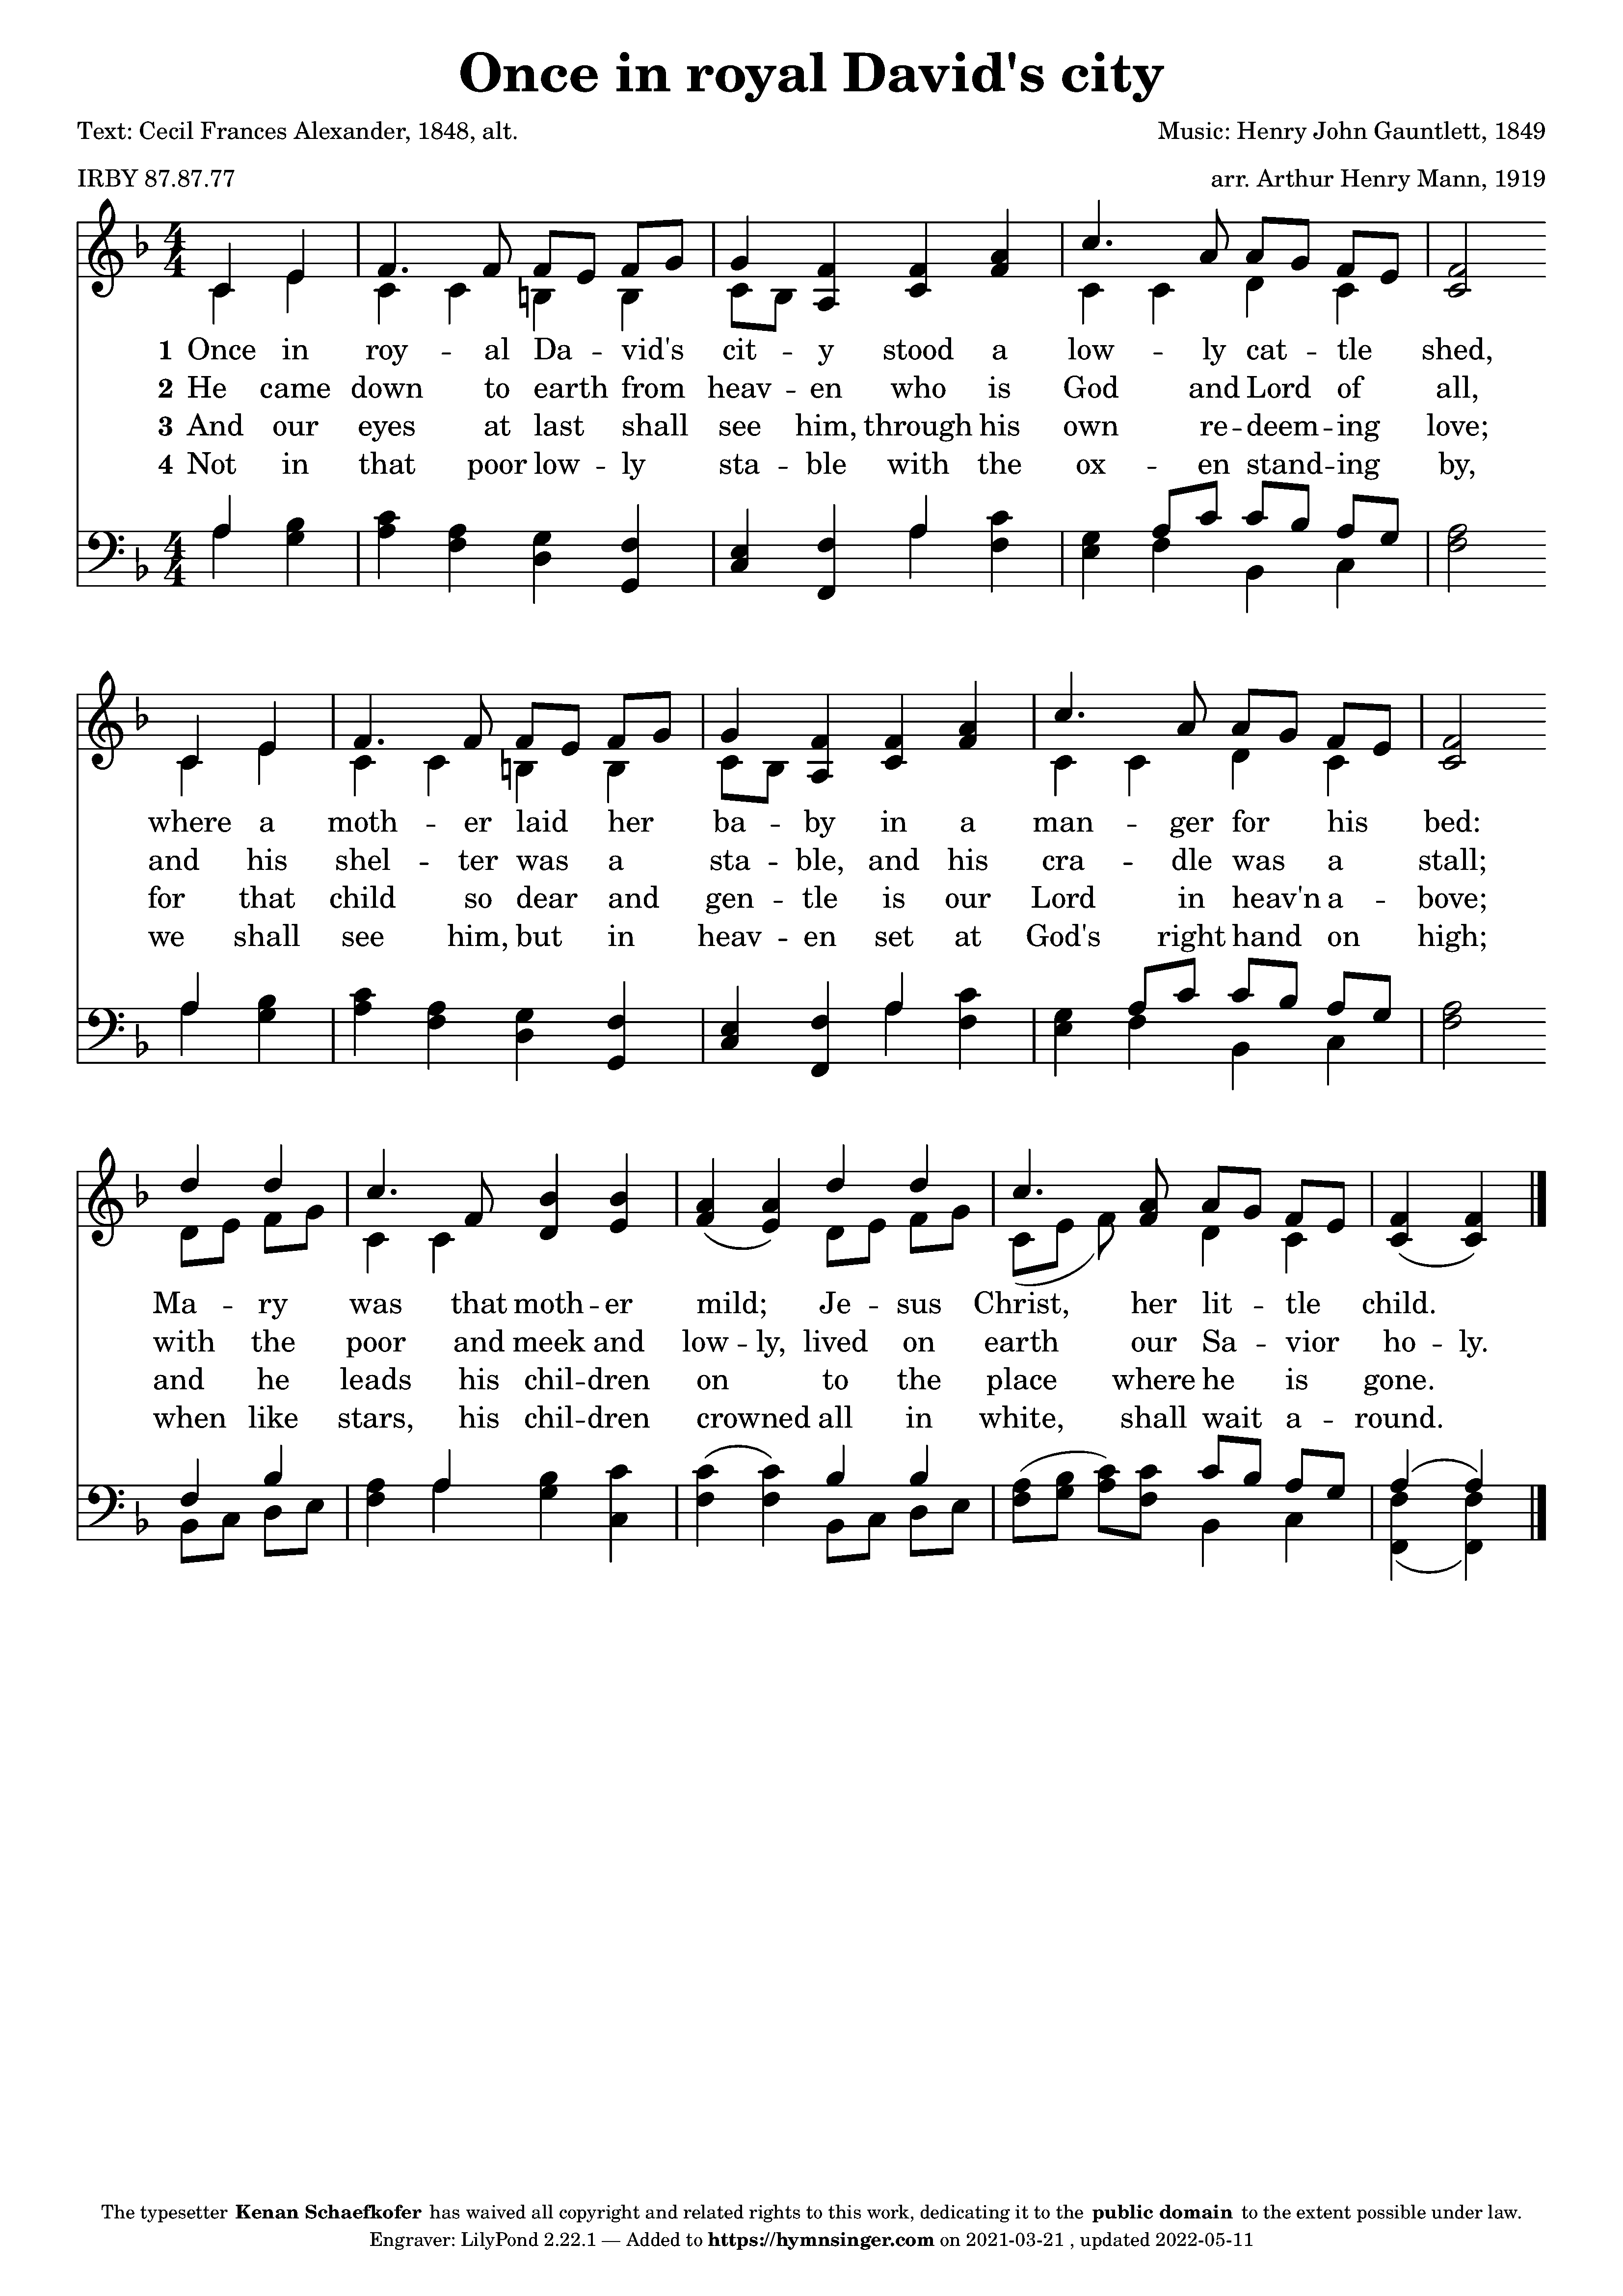 Once in royal David's city
Text: Cecil Frances Alexander, 1848, alt.
Music: Henry John Gauntlett, 1849
IRBY 87.87.77
arr. Arthur Henry Mann, 1919
1 Once in roy - al Da - vid's cit - y stood a low - ly cat - tle shed,
2 He came down to earth from heav - en who is God and Lord of all,
3 And our eyes at last shall see him, through his own re - deem - ing love;
4 Not in that poor low - ly sta - ble with the ox - en stand - ing by,
where a moth - er laid her ba - by in a man - ger for his bed:
and his shel - ter was a sta - ble, and his cra - dle was a stall;
for that child so dear and gen - tle is our Lord in heav'n a - bove;
we shall see him, but in heav - en set at God's right hand on high;
Ma - ry was that moth - er mild; Je - sus Christ, her lit - tle child.
with the poor and meek and low - ly, lived on earth our Sa - vior ho - ly.
and he leads his chil - dren on to the place where he is gone.
when like stars, his chil - dren crowned all in white, shall wait a - round.
The typesetter Kenan Schaefkofer has waived all copyright and related rights to this work, dedicating it to the public domain to the extent possible under law.
Engraver: LilyPond 2.22.1 — Added to https://hymnsinger.com on 2021-03-21 , updated 2022-05-11